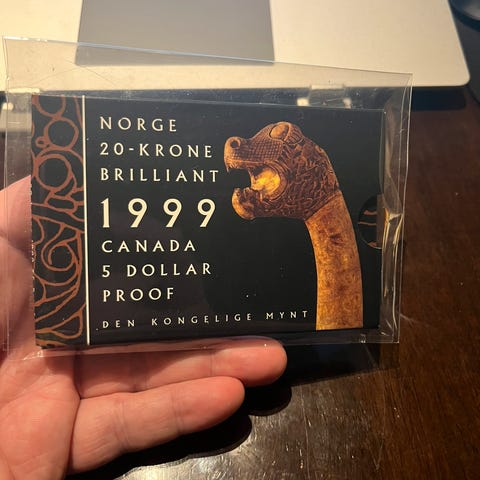 NORGE
20-KRONE
BRILLIANT
1999
CANADA
5 DOLLAR
PROOF
DEN KONGELIGE MYNT